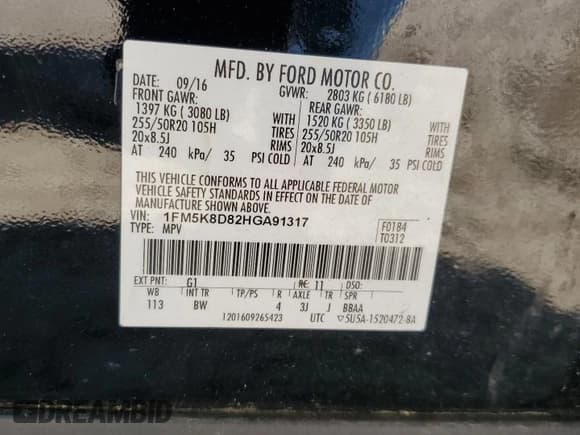 MFD. BY FORD MOTOR CO.
DATE: 09/16 GVWR: 2803 KG ( 6180 LB)
FRONT GAWR: REAR GAWR:
1397 KG ( 3080 LB) WITH 1520 KG ( 3350 LB) WITH
255/50R20 105H TIRES 255/50R20 105H TIRES
20x8.5J RIMS 20x8.5J RIMS
AT 240 kPa/ 35 PSI COLD AT 240 kPa/ 35 PSI COLD
THIS VEHICLE CONFORMS TO ALL APPLICABLE FEDERAL MOTOR
VEHICLE SAFETY STANDARDS IN EFFECT ON THE DATE OF
MANUFACTURE SHOWN ABOVE.
VIN: 1FM5K8D82HGA91317 F0184
TYPE: MPV T0312
EXT PNT: G1 RC: 11 DSO:
WB INT TR TP/PS R AXLE TR SPR
113 BW 4 3J J BBAA
1201609265423 UTC ▽5U5A-1520472-BA
DREAMBID